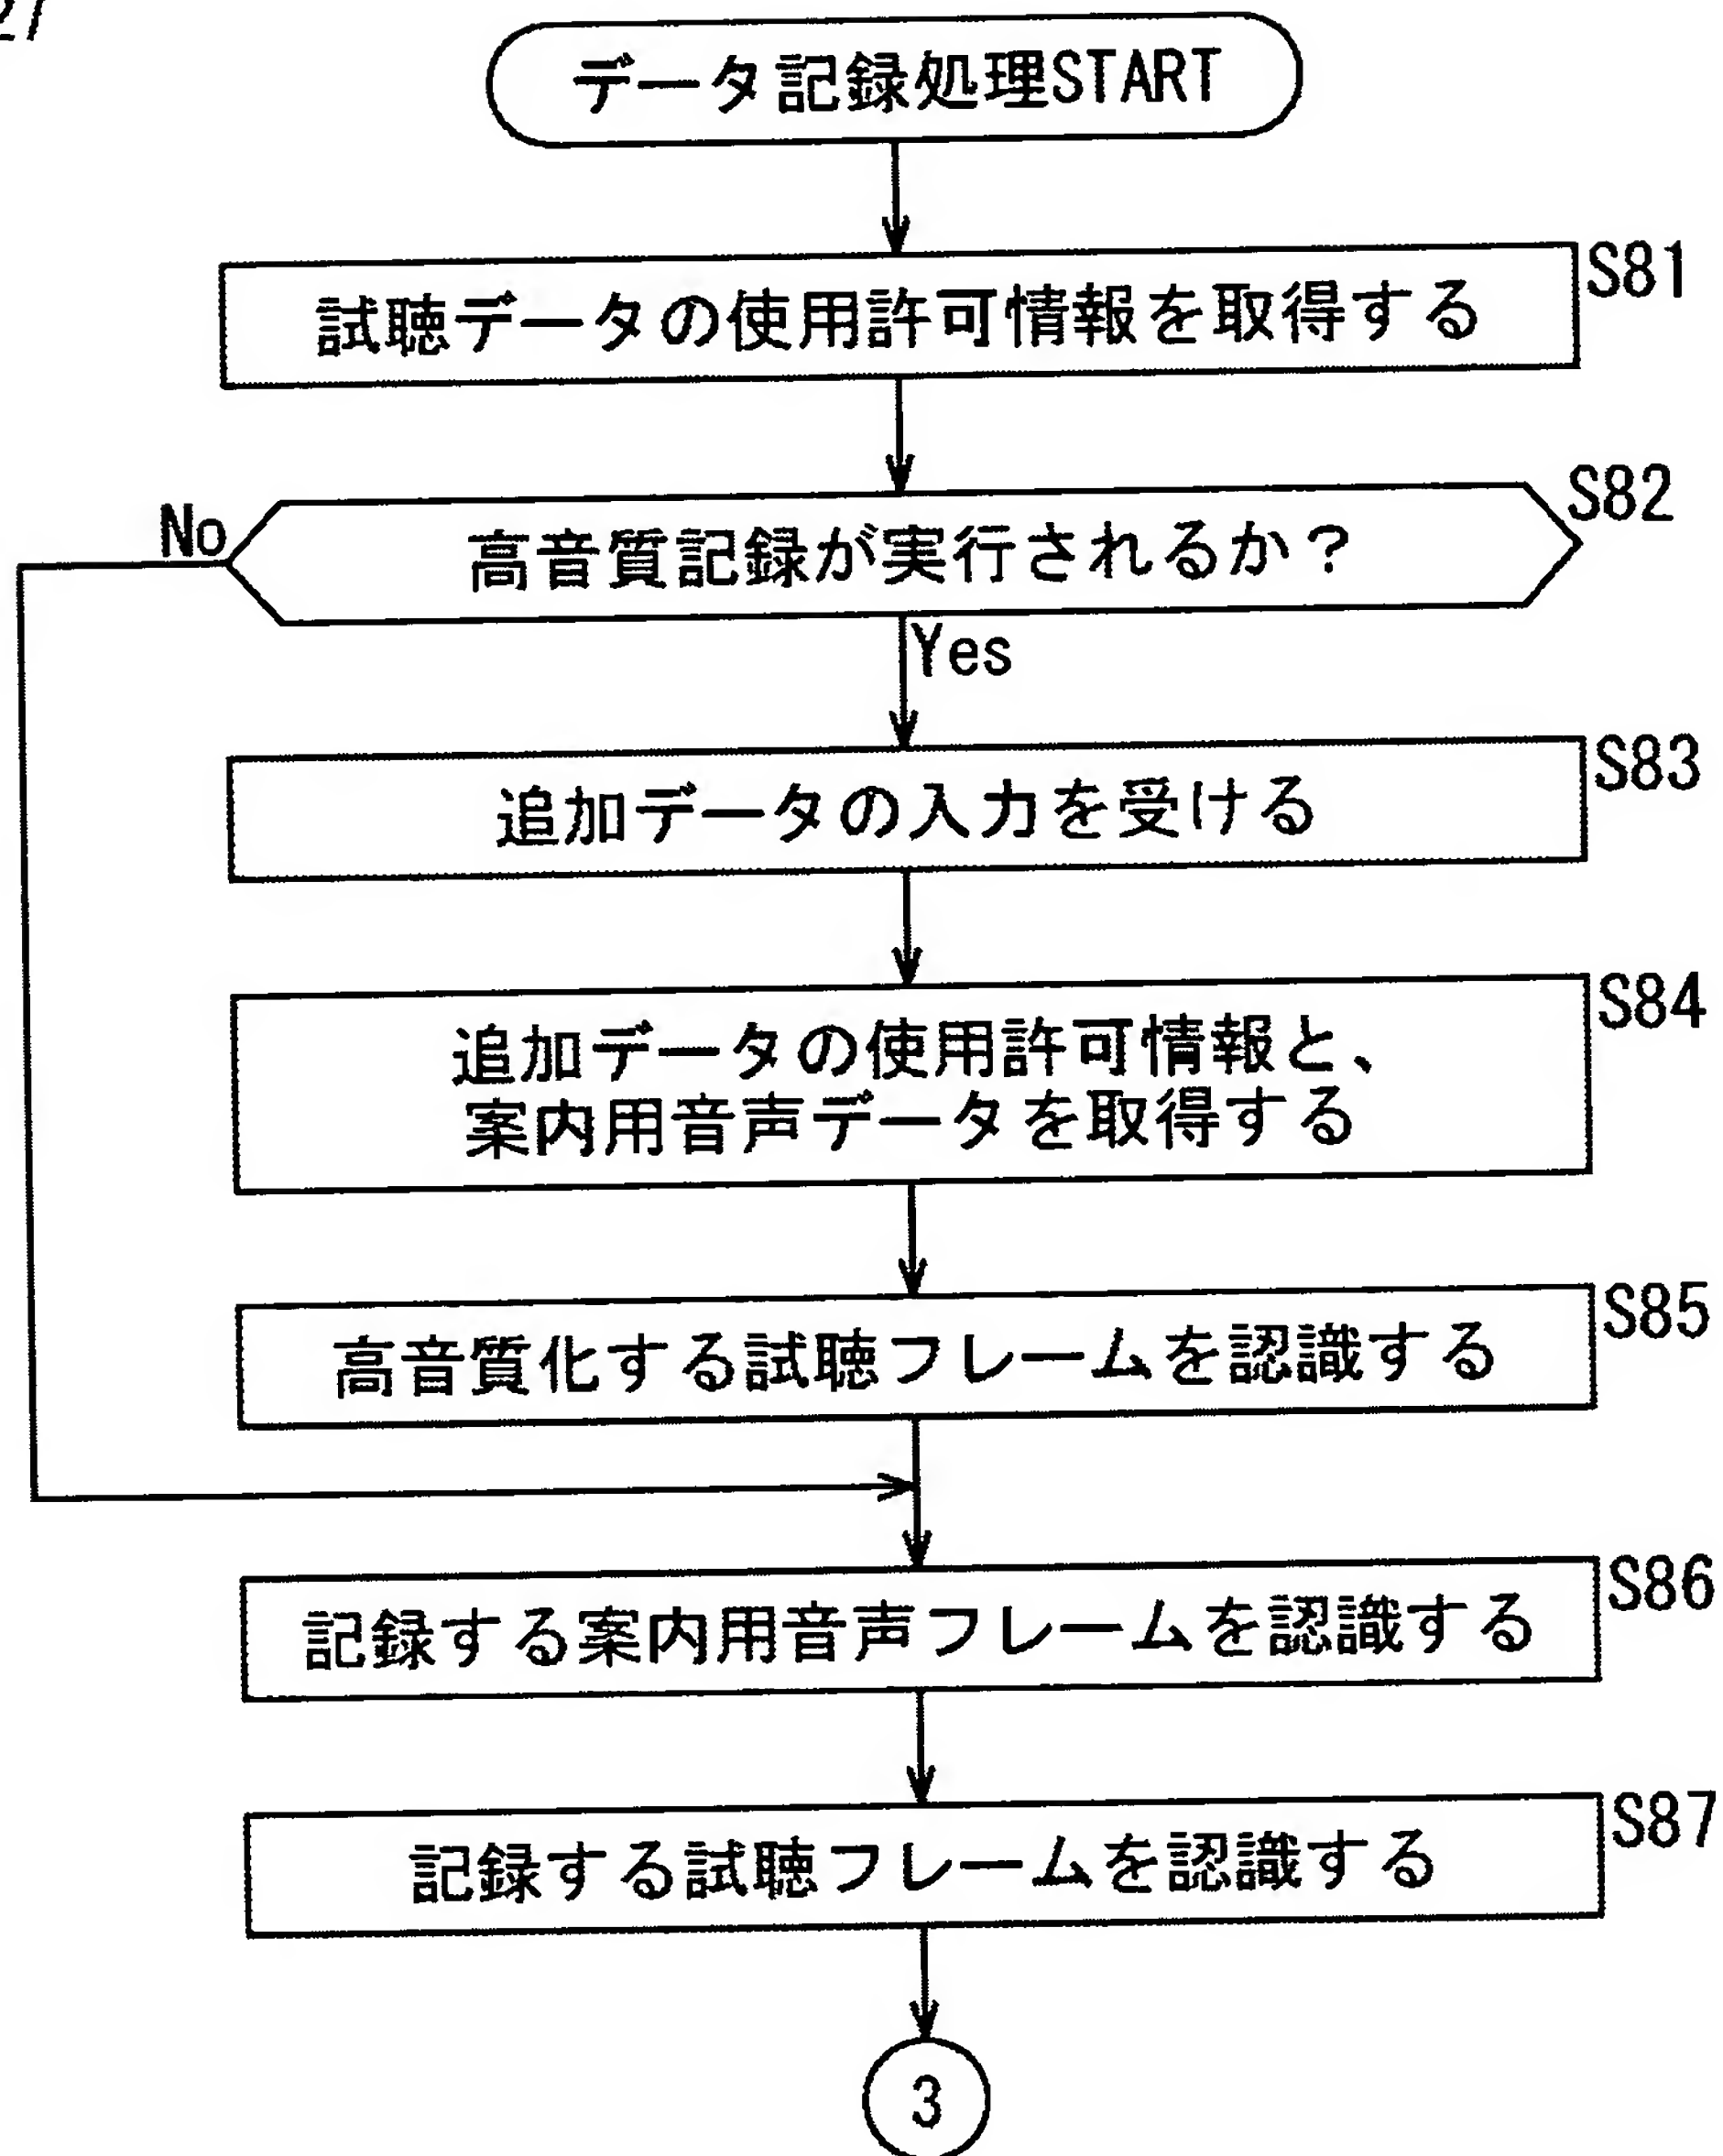 データ記録処理START
S81
試聴データの使用許可情報を取得する
S82
No
高音質記録が実行されるか？
Yes
S83
追加データの入力を受ける
S84
追加データの使用許可情報と、
案内用音声データを取得する
S85
高音質化する試聴フレームを認識する
S86
記録する案内用音声フレームを認識する
S87
記録する試聴フレームを認識する
3